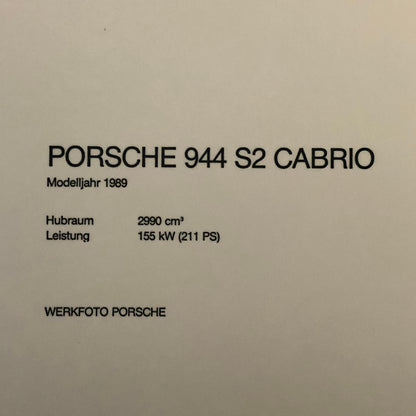 PORSCHE 944 S2 CABRIO
Modelljahr 1989
Hubraum 2990 cm³
Leistung 155 kW (211 PS)
WERKFOTO PORSCHE